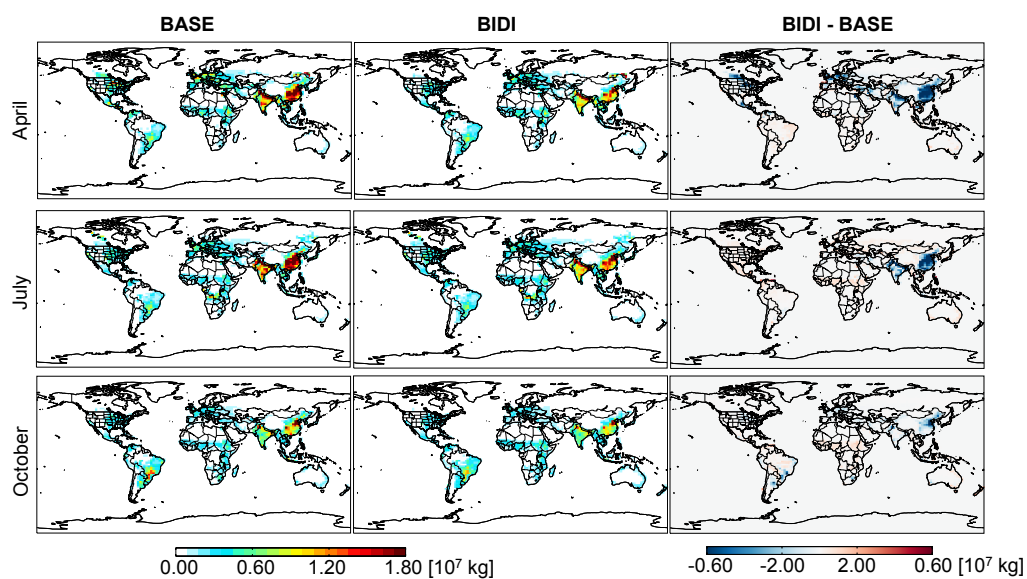 BASE BIDI BIDI - BASE
April
July
October
0.00 0.60 1.20 1.80 [10⁷ kg]
-0.60 -2.00 2.00 0.60 [10⁷ kg]